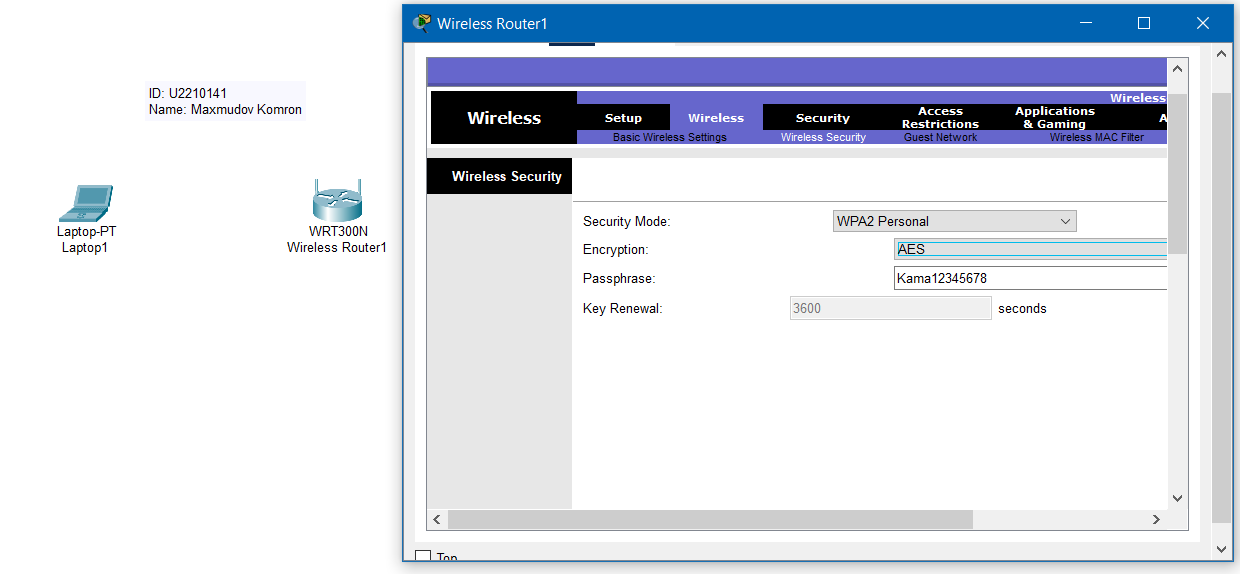 Wireless Router1
ID: U2210141
Name: Maxmudov Komron
Laptop-PT
Laptop1
WRT300N
Wireless Router1
Wireless
Wireless
Setup
Wireless
Security
Access
Restrictions
Applications
& Gaming
A
Basic Wireless Settings
Wireless Security
Guest Network
Wireless MAC Filter
Wireless Security
Security Mode:
WPA2 Personal
Encryption:
AES
Passphrase:
Kama12345678
Key Renewal:
3600
seconds
Top